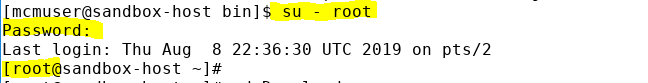 [mcmuser@sandbox-host bin]$ su - root
Password:
Last login: Thu Aug  8 22:36:30 UTC 2019 on pts/2
[root@sandbox-host ~]#